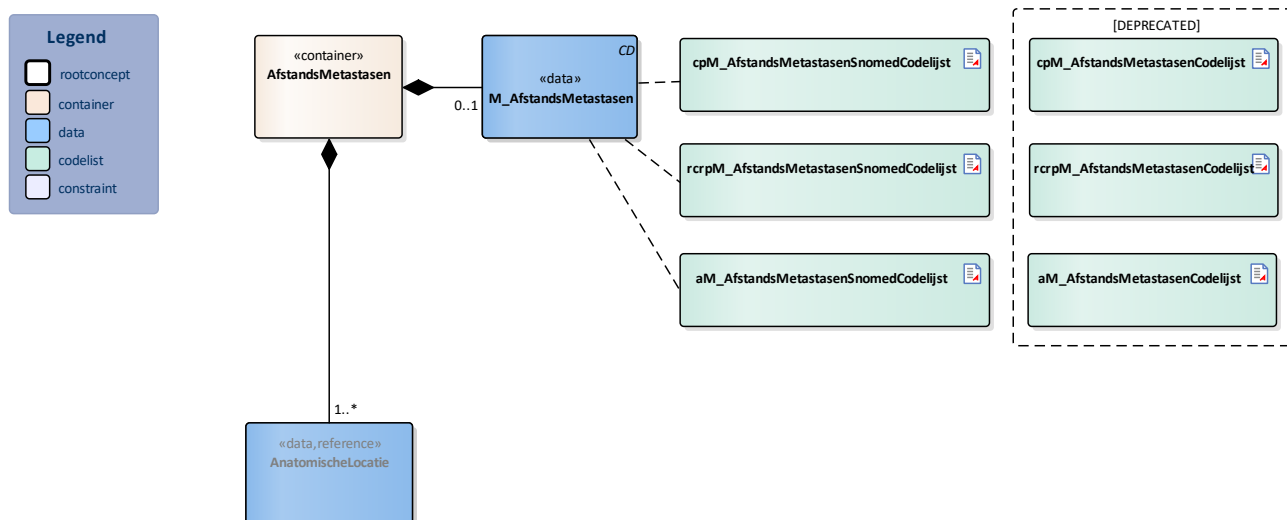 Legend
rootconcept
container
data
codelist
constraint
«container»
AfstandsMetastasen
0..1
CD
«data»
M_AfstandsMetastasen
cpM_AfstandsMetastasenSnomedCodelijst
rcrpM_AfstandsMetastasenSnomedCodelijst
aM_AfstandsMetastasenSnomedCodelijst
[DEPRECATED]
cpM_AfstandsMetastasenCodelijst
rcrpM_AfstandsMetastasenCodelijst
aM_AfstandsMetastasenCodelijst
1..*
«data,reference»
AnatomischeLocatie